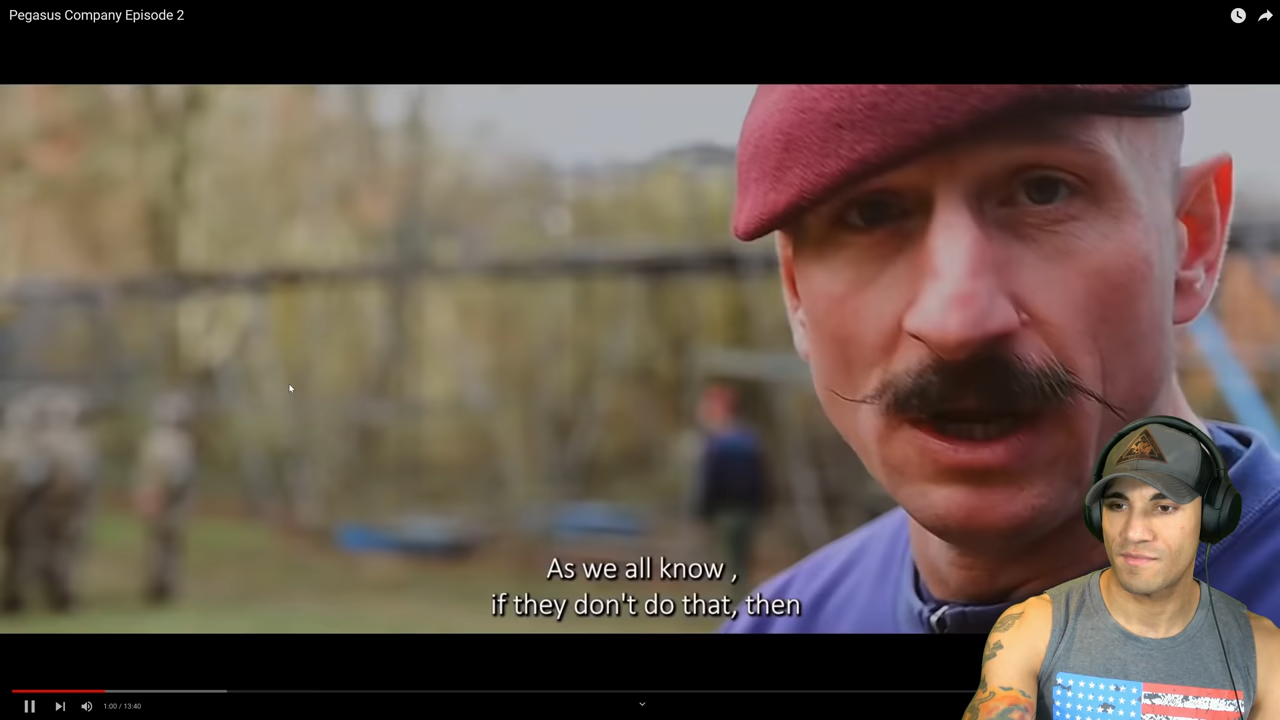 Pegasus Company Episode 2
As we all know ,
if they don't do that, then
1:00 / 13:40